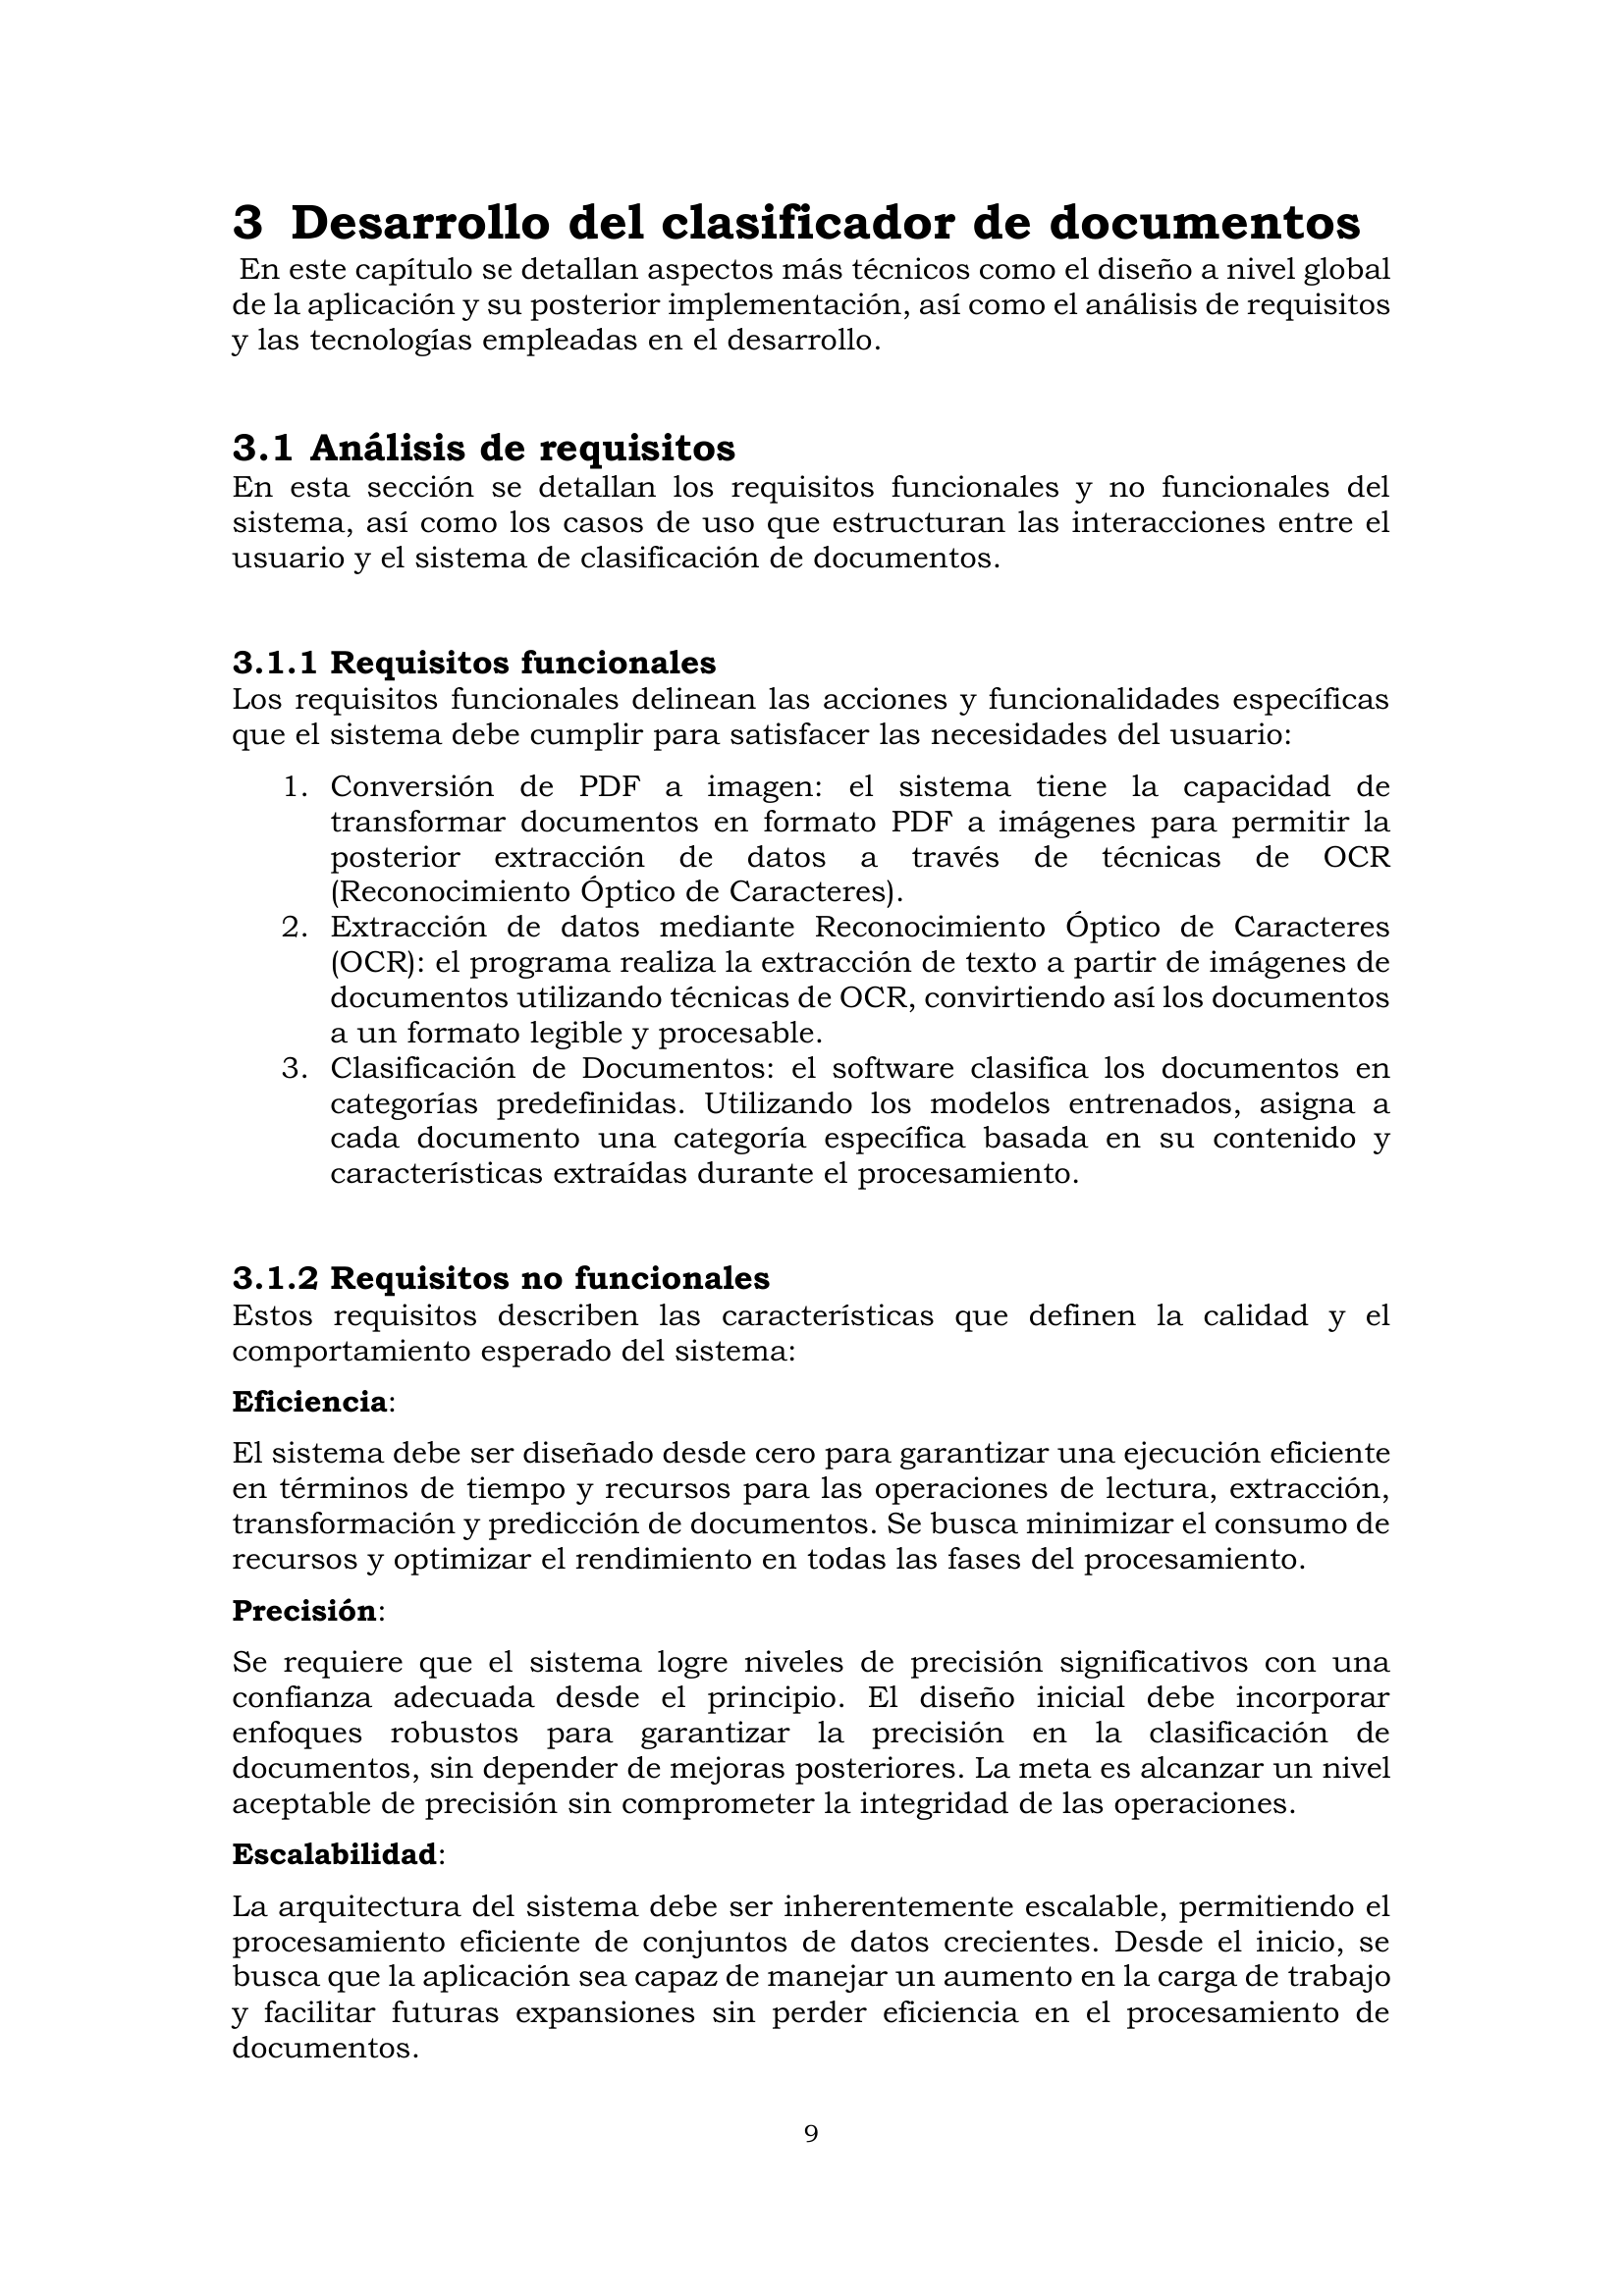 3 Desarrollo del clasificador de documentos
En este capítulo se detallan aspectos más técnicos como el diseño a nivel global
de la aplicación y su posterior implementación, así como el análisis de requisitos
y las tecnologías empleadas en el desarrollo.
3.1 Análisis de requisitos
En esta sección se detallan los requisitos funcionales y no funcionales del
sistema, así como los casos de uso que estructuran las interacciones entre el
usuario y el sistema de clasificación de documentos.
3.1.1 Requisitos funcionales
Los requisitos funcionales delinean las acciones y funcionalidades específicas
que el sistema debe cumplir para satisfacer las necesidades del usuario:
1. Conversión de PDF a imagen: el sistema tiene la capacidad de
transformar documentos en formato PDF a imágenes para permitir la
posterior extracción de datos a través de técnicas de OCR
(Reconocimiento Óptico de Caracteres).
2. Extracción de datos mediante Reconocimiento Óptico de Caracteres
(OCR): el programa realiza la extracción de texto a partir de imágenes de
documentos utilizando técnicas de OCR, convirtiendo así los documentos
a un formato legible y procesable.
3. Clasificación de Documentos: el software clasifica los documentos en
categorías predefinidas. Utilizando los modelos entrenados, asigna a
cada documento una categoría específica basada en su contenido y
características extraídas durante el procesamiento.
3.1.2 Requisitos no funcionales
Estos requisitos describen las características que definen la calidad y el
comportamiento esperado del sistema:
Eficiencia:
El sistema debe ser diseñado desde cero para garantizar una ejecución eficiente
en términos de tiempo y recursos para las operaciones de lectura, extracción,
transformación y predicción de documentos. Se busca minimizar el consumo de
recursos y optimizar el rendimiento en todas las fases del procesamiento.
Precisión:
Se requiere que el sistema logre niveles de precisión significativos con una
confianza adecuada desde el principio. El diseño inicial debe incorporar
enfoques robustos para garantizar la precisión en la clasificación de
documentos, sin depender de mejoras posteriores. La meta es alcanzar un nivel
aceptable de precisión sin comprometer la integridad de las operaciones.
Escalabilidad:
La arquitectura del sistema debe ser inherentemente escalable, permitiendo el
procesamiento eficiente de conjuntos de datos crecientes. Desde el inicio, se
busca que la aplicación sea capaz de manejar un aumento en la carga de trabajo
y facilitar futuras expansiones sin perder eficiencia en el procesamiento de
documentos.
9